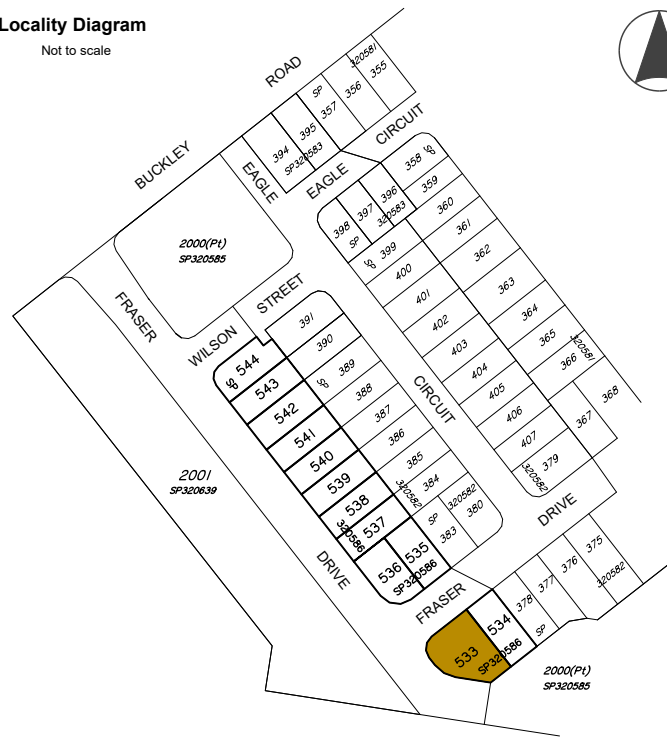 Locality Diagram
Not to scale
BUCKLEY
ROAD
394
395
SP320583
SP
357
356
320581
355
EAGLE
EAGLE
CIRCUIT
358
SP
359
360
361
362
363
364
365
366
320581
367
368
398
397
396
SP
320583
SP
399
400
401
402
403
404
405
406
407
379
320582
2000(Pt)
SP320585
FRASER
WILSON
STREET
391
390
SP
389
388
387
386
385
384
320582
SP
383
320582
380
CIRCUIT
SP
544
543
542
541
540
539
538
320586
537
536
535
SP320586
2001
SP320639
DRIVE
DRIVE
FRASER
533
534
SP320586
378
377
376
375
SP
320582
2000(Pt)
SP320585